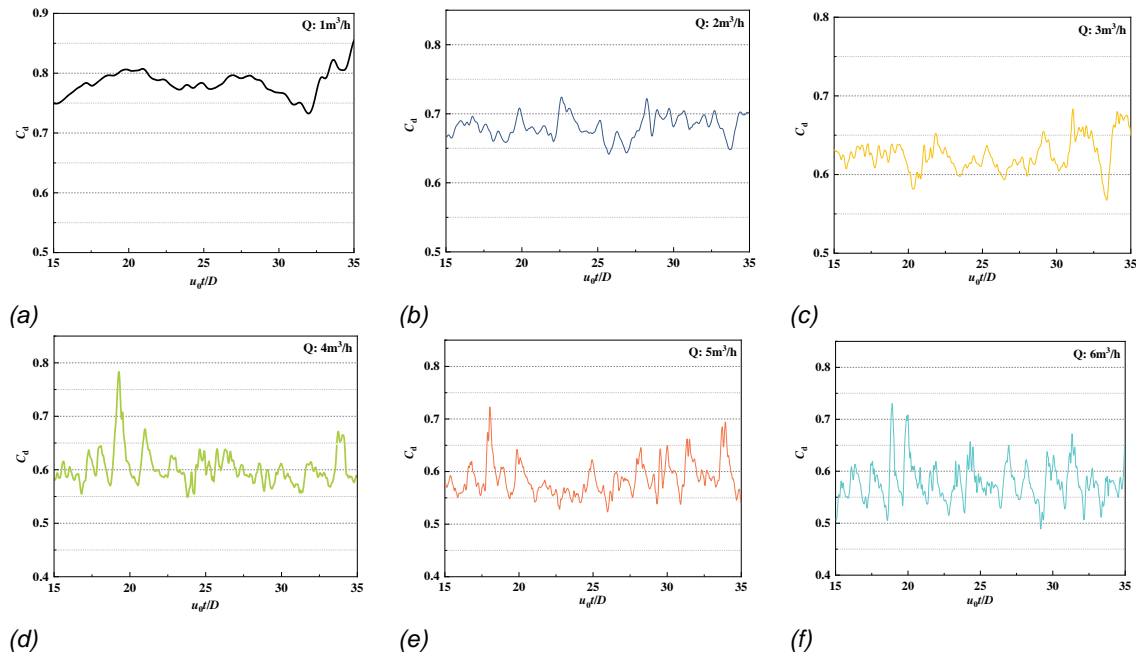 Q: 1m³/h
0.9
0.8
0.7
0.6
0.5
C_d
15 20 25 30 35
u₀t/D
(a)
Q: 2m³/h
0.8
0.7
0.6
0.5
C_d
15 20 25 30 35
u₀t/D
(b)
Q: 3m³/h
0.8
0.7
0.6
0.5
C_d
15 20 25 30 35
u₀t/D
(c)
Q: 4m³/h
0.8
0.7
0.6
0.5
0.4
C_d
15 20 25 30 35
u₀t/D
(d)
Q: 5m³/h
0.8
0.7
0.6
0.5
0.4
C_d
15 20 25 30 35
u₀t/D
(e)
Q: 6m³/h
0.8
0.7
0.6
0.5
0.4
C_d
15 20 25 30 35
u₀t/D
(f)